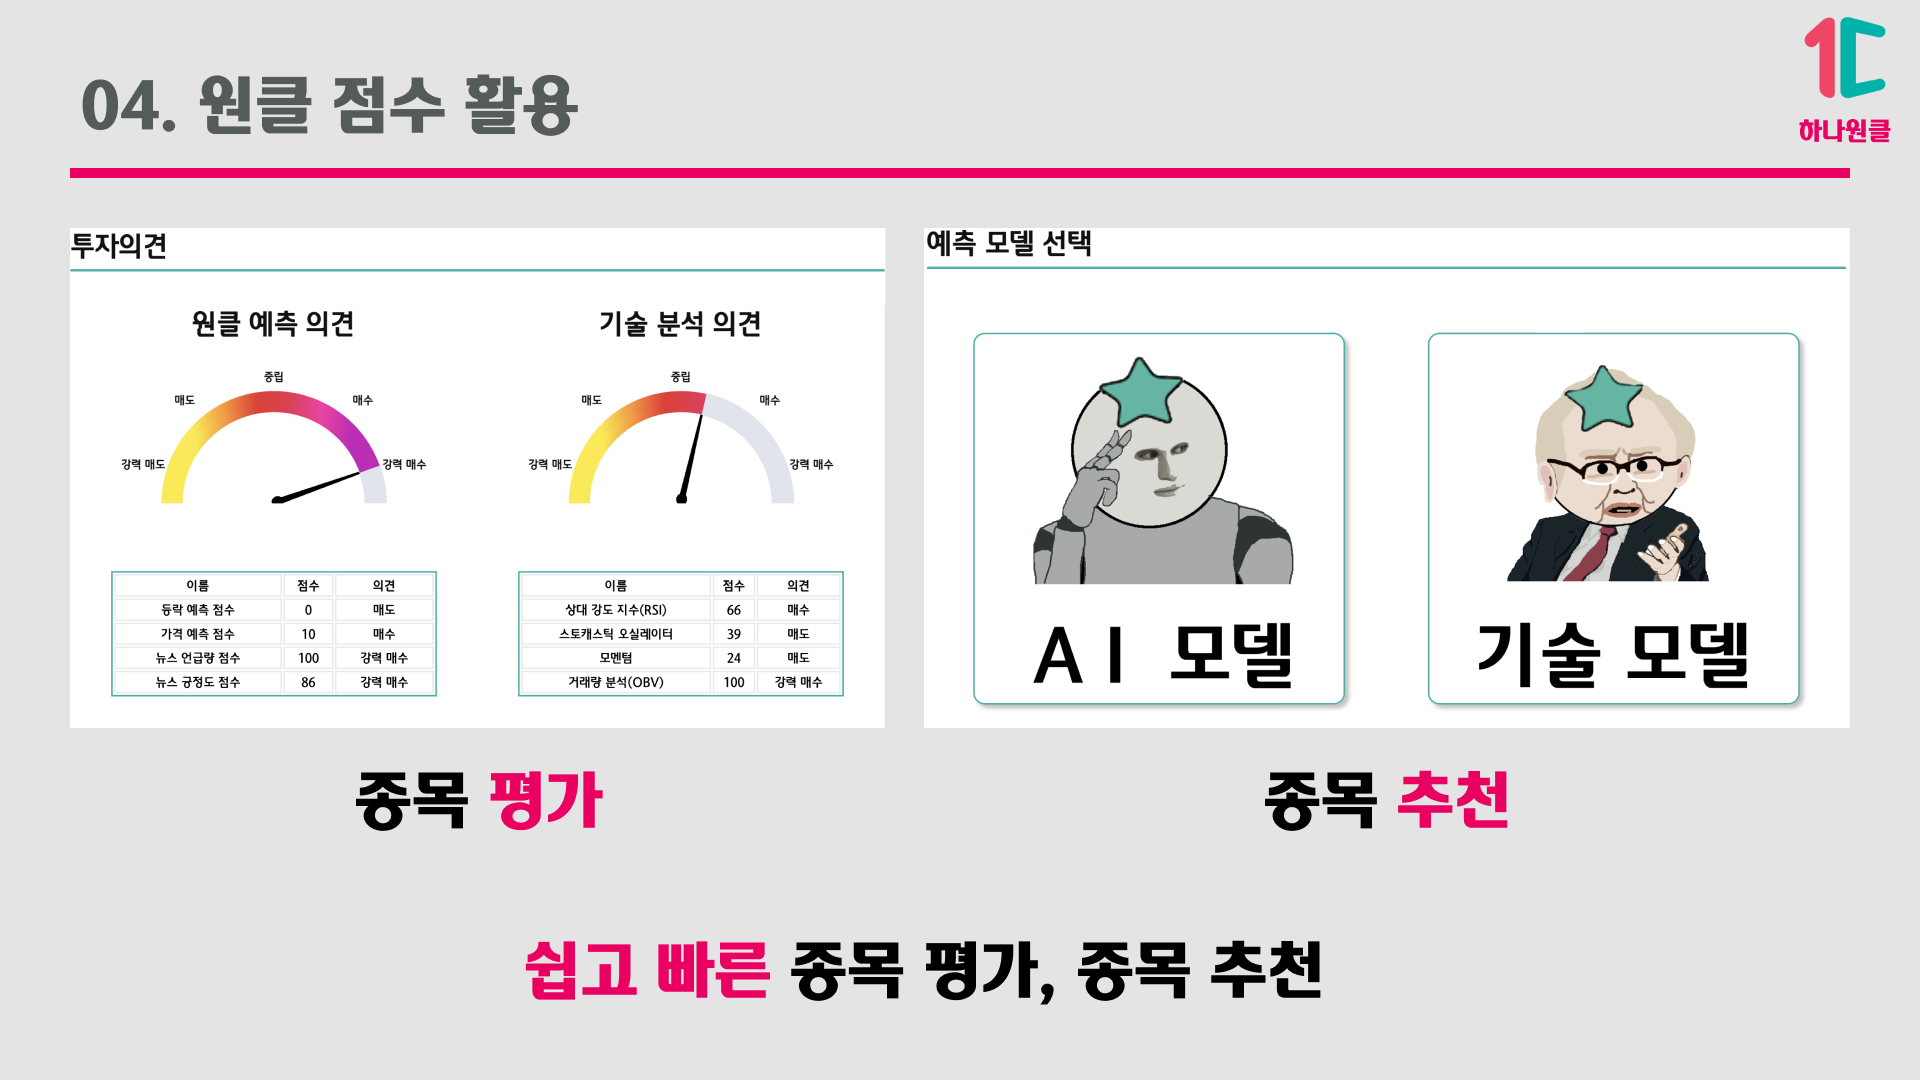 04. 원클 점수 활용
1C
하나원클
투자의견
원클 예측 의견
강력 매도
매도
중립
매수
강력 매수
이름 점수 의견
등락 예측 점수 0 매도
가격 예측 점수 10 매수
뉴스 언급량 점수 100 강력 매수
뉴스 긍정도 점수 86 강력 매수
기술 분석 의견
강력 매도
매도
중립
매수
강력 매수
이름 점수 의견
상대 강도 지수(RSI) 66 매수
스토캐스틱 오실레이터 39 매도
모멘텀 24 매도
거래량 분석(OBV) 100 강력 매수
종목 평가
예측 모델 선택
AI 모델
기술 모델
종목 추천
쉽고 빠른 종목 평가, 종목 추천